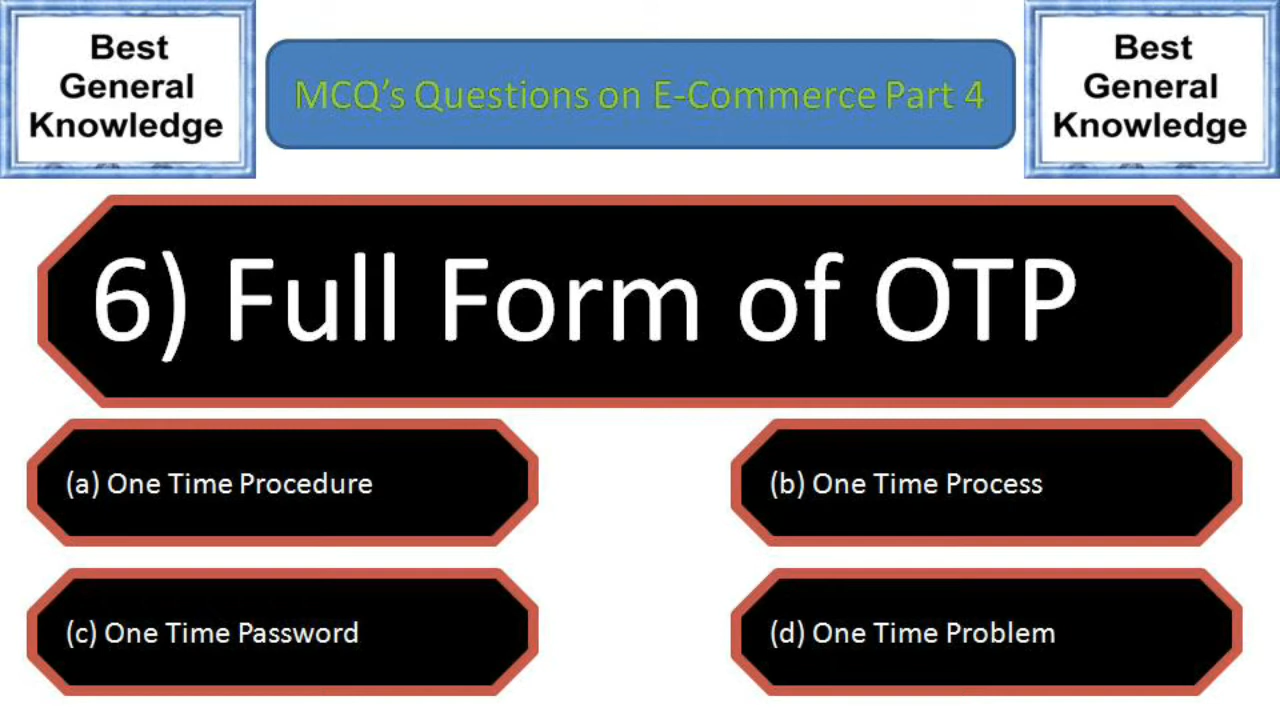 Best
General
Knowledge
MCQ's Questions on E-Commerce Part 4
Best
General
Knowledge
6) Full Form of OTP
(a) One Time Procedure
(b) One Time Process
(c) One Time Password
(d) One Time Problem